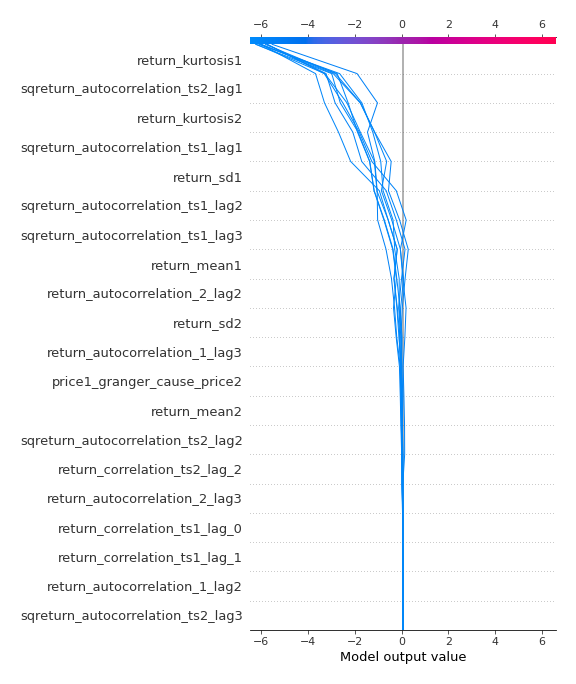 −6 −4 −2 0 2 4 6
return_kurtosis1
sqreturn_autocorrelation_ts2_lag1
return_kurtosis2
sqreturn_autocorrelation_ts1_lag1
return_sd1
sqreturn_autocorrelation_ts1_lag2
sqreturn_autocorrelation_ts1_lag3
return_mean1
return_autocorrelation_2_lag2
return_sd2
return_autocorrelation_1_lag3
price1_granger_cause_price2
return_mean2
sqreturn_autocorrelation_ts2_lag2
return_correlation_ts2_lag_2
return_autocorrelation_2_lag3
return_correlation_ts1_lag_0
return_correlation_ts1_lag_1
return_autocorrelation_1_lag2
sqreturn_autocorrelation_ts2_lag3
−6 −4 −2 0 2 4 6
Model output value